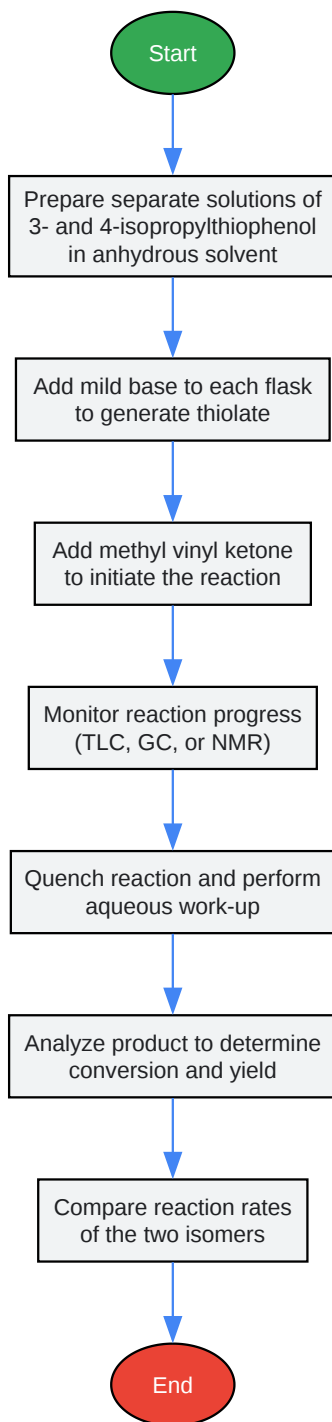 Start
Prepare separate solutions of
3- and 4-isopropylthiophenol
in anhydrous solvent
Add mild base to each flask
to generate thiolate
Add methyl vinyl ketone
to initiate the reaction
Monitor reaction progress
(TLC, GC, or NMR)
Quench reaction and perform
aqueous work-up
Analyze product to determine
conversion and yield
Compare reaction rates
of the two isomers
End